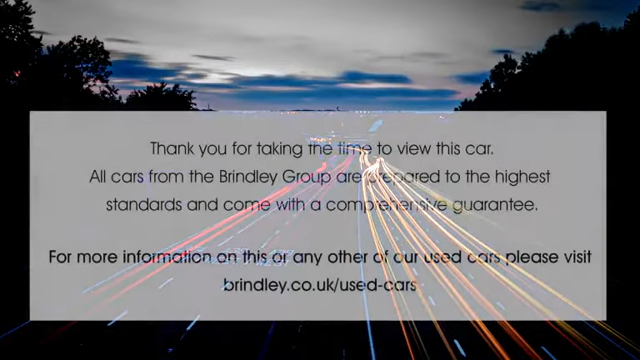 Thank you for taking the time to view this car.
All cars from the Brindley Group are prepared to the highest
standards and come with a comprehensive guarantee.
For more information on this or any other of our used cars please visit
brindley.co.uk/used-cars